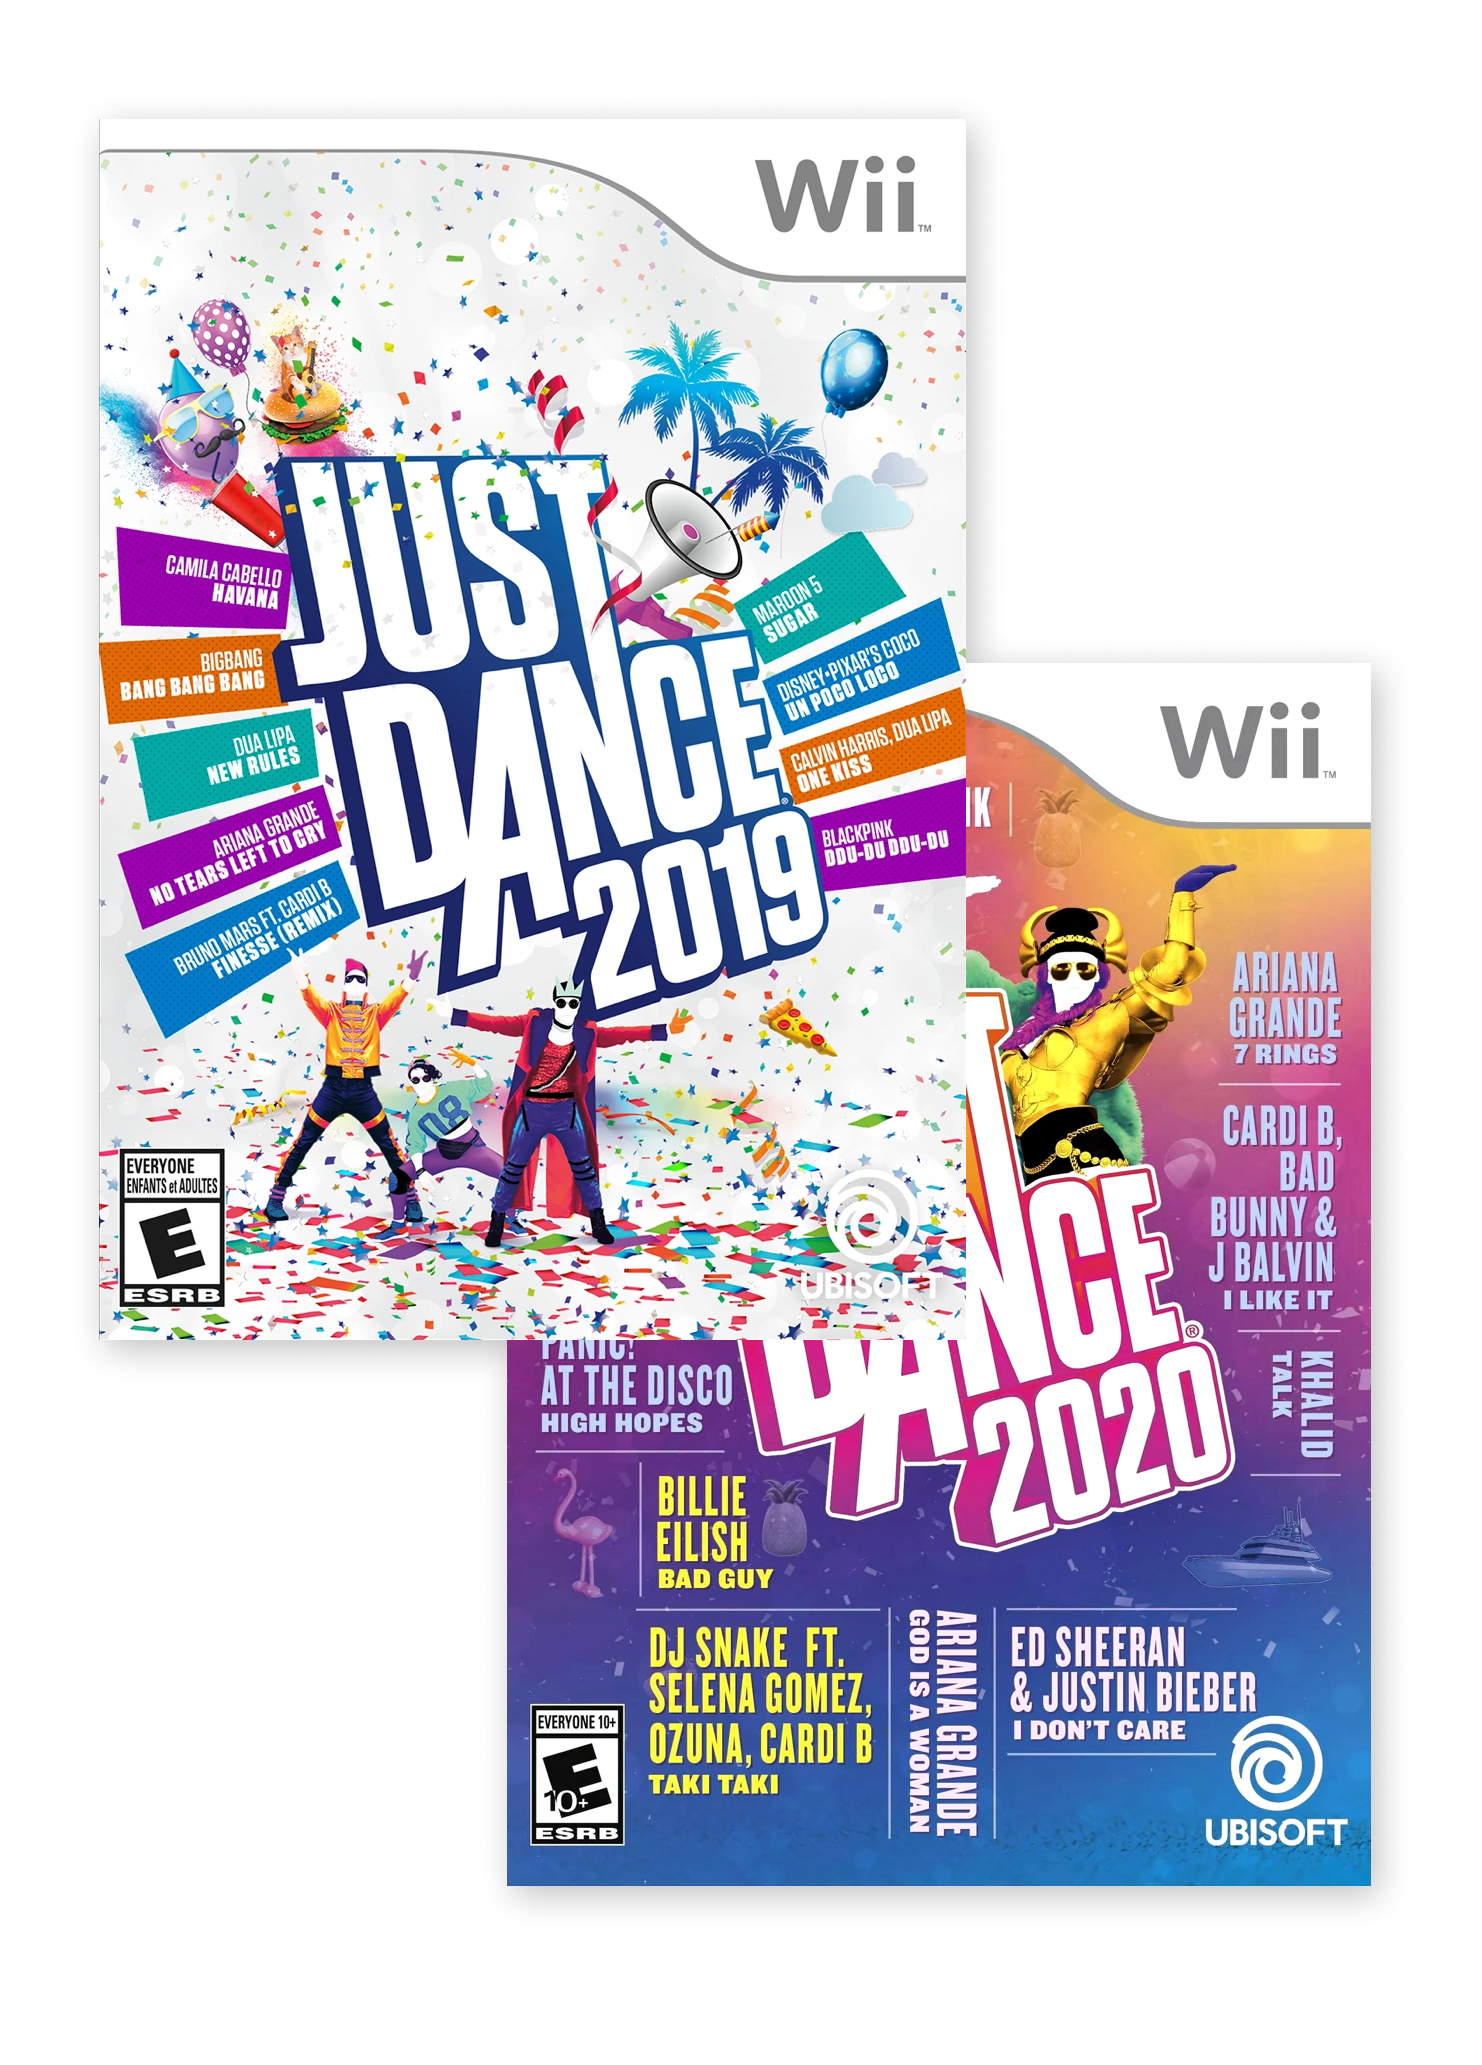 Wii™
JUST
DANCE®
2019
CAMILA CABELLO
HAVANA
BIGBANG
BANG BANG BANG
DUA LIPA
NEW RULES
ARIANA GRANDE
NO TEARS LEFT TO CRY
BRUNO MARS FT. CARDI B
FINESSE (REMIX)
MAROON 5
SUGAR
DISNEY•PIXAR'S COCO
UN POCO LOCO
CALVIN HARRIS, DUA LIPA
ONE KISS
BLACKPINK
DDU-DU DDU-DU
08
EVERYONE
ENFANTS et ADULTES
E
ESRB
UBISOFT
Wii™
DANCE®
2020
ARIANA
GRANDE
7 RINGS
CARDI B,
BAD
BUNNY &
J BALVIN
I LIKE IT
KHALID
TALK
PANIC!
AT THE DISCO
HIGH HOPES
BILLIE
EILISH
BAD GUY
DJ SNAKE FT.
SELENA GOMEZ,
OZUNA, CARDI B
TAKI TAKI
ARIANA GRANDE
GOD IS A WOMAN
ED SHEERAN
& JUSTIN BIEBER
I DON'T CARE
EVERYONE 10+
E
10+
ESRB
UBISOFT